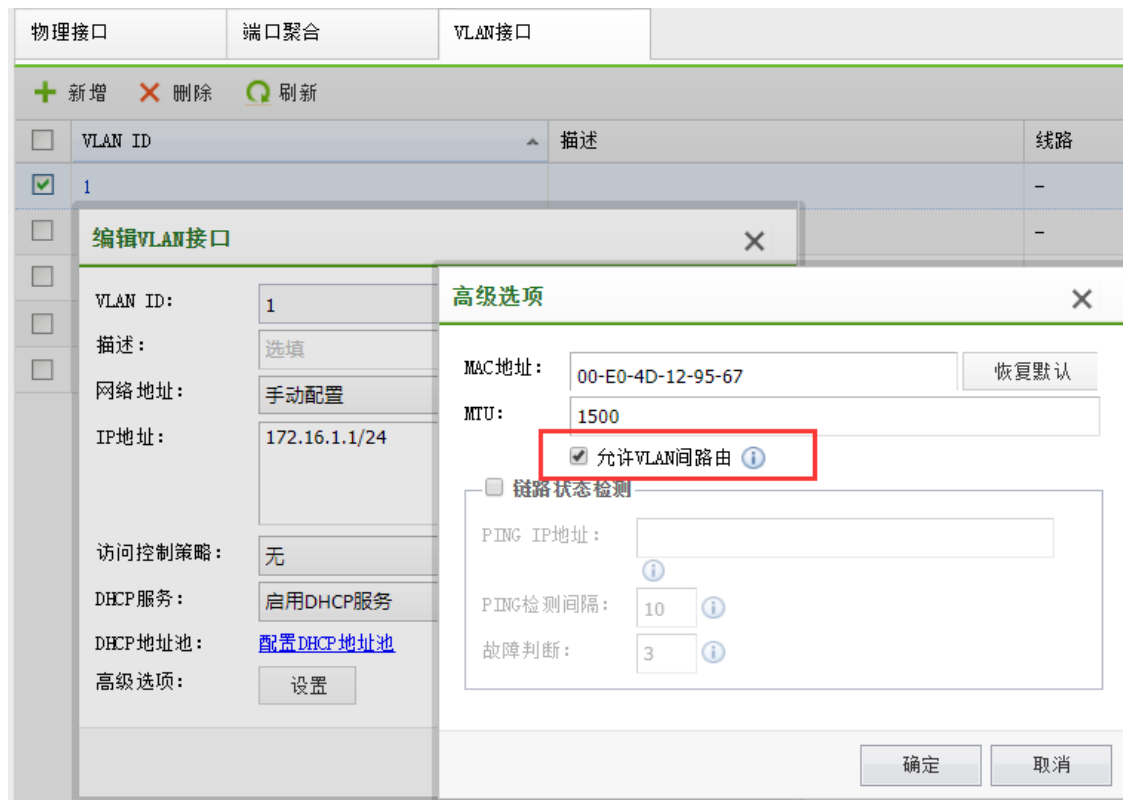 物理接口 端口聚合 VLAN接口
新增 删除 刷新
VLAN ID 描述 线路
1 -
-
编辑VLAN接口
VLAN ID: 1
描述: 选填
网络地址: 手动配置
IP地址: 172.16.1.1/24
访问控制策略: 无
DHCP服务: 启用DHCP服务
DHCP地址池: 配置DHCP地址池
高级选项: 设置
高级选项
MAC地址: 00-E0-4D-12-95-67 恢复默认
MTU: 1500
允许VLAN间路由
链路状态检测
PING IP地址:
PING检测间隔: 10
故障判断: 3
确定 取消